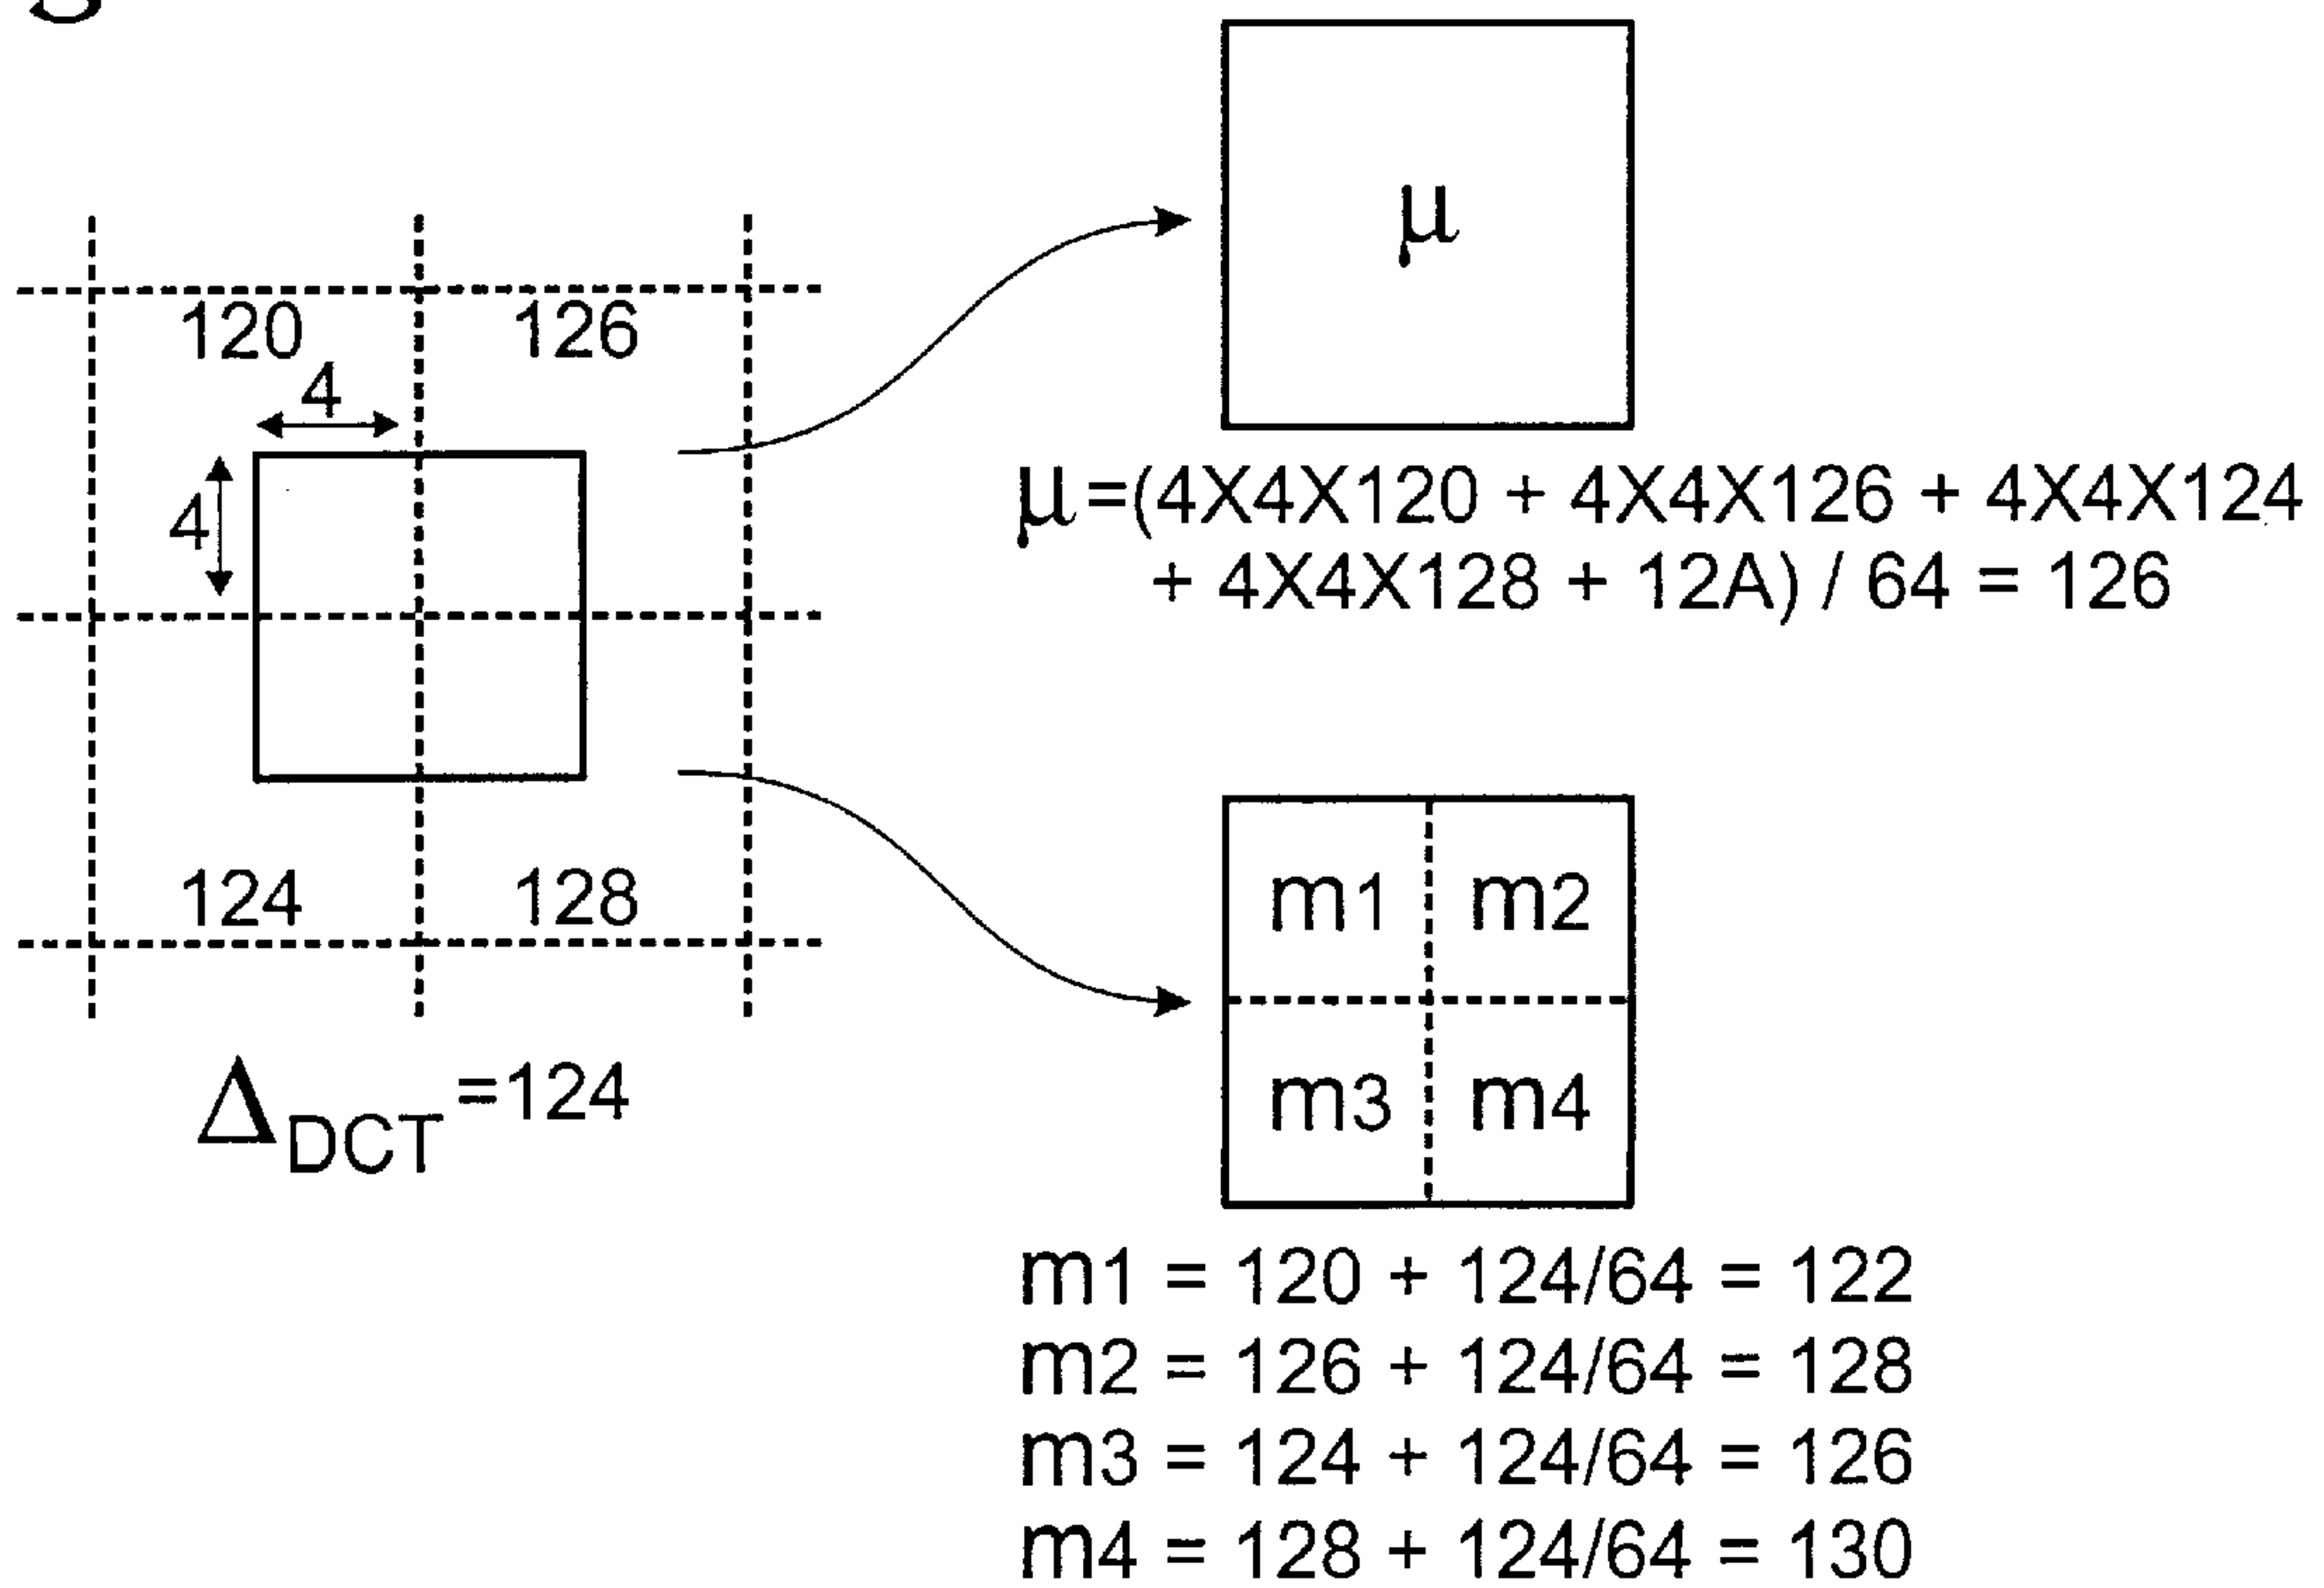 120 126
4
4
124 128
ΔDCT =124
µ
µ =(4X4X120 + 4X4X126 + 4X4X124
+ 4X4X128 + 12A) / 64 = 126
m1 m2
m3 m4
m1 = 120 + 124/64 = 122
m2 = 126 + 124/64 = 128
m3 = 124 + 124/64 = 126
m4 = 128 + 124/64 = 130